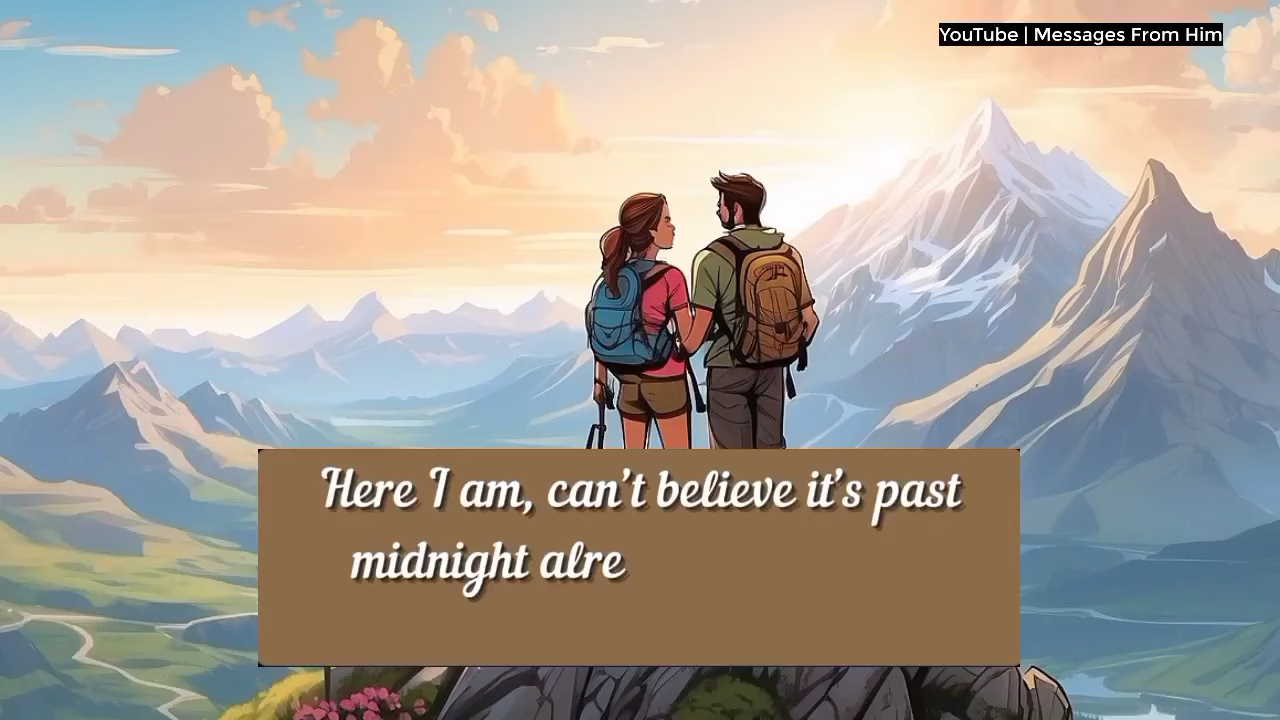 YouTube | Messages From Him
Here I am, can't believe it's past
midnight alre